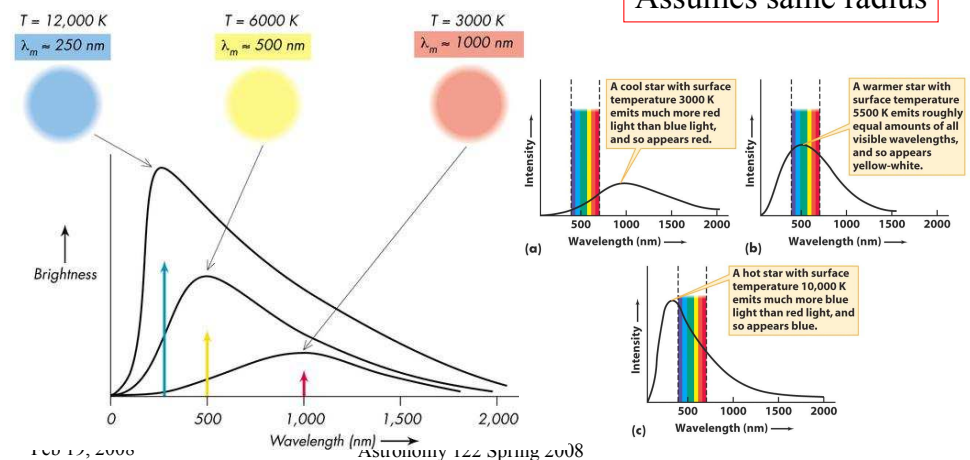 Assumes same radius
T = 12,000 K
λm ≈ 250 nm
T = 6000 K
λm ≈ 500 nm
T = 3000 K
λm ≈ 1000 nm
Brightness
0
500
1,000
1,500
2,000
Wavelength (nm)
A cool star with surface
temperature 3000 K
emits much more red
light than blue light,
and so appears red.
Intensity
500
1000
1500
2000
Wavelength (nm)
(a)
A warmer star with
surface temperature
5500 K emits roughly
equal amounts of all
visible wavelengths,
and so appears
yellow-white.
Intensity
500
1000
1500
2000
Wavelength (nm)
(b)
A hot star with surface
temperature 10,000 K
emits much more blue
light than red light, and
so appears blue.
Intensity
500
1000
1500
2000
Wavelength (nm)
(c)
Feb 19, 2008
Astronomy 122 Spring 2008